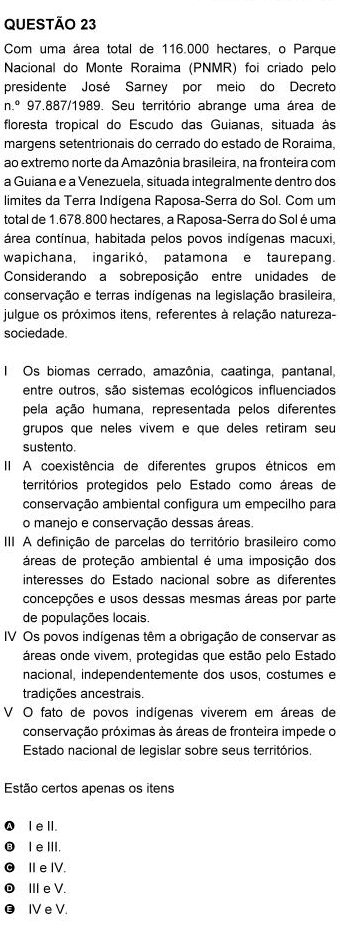 QUESTÃO 23
Com uma área total de 116.000 hectares, o Parque
Nacional do Monte Roraima (PNMR) foi criado pelo
presidente José Sarney por meio do Decreto
n.º 97.887/1989. Seu território abrange uma área de
floresta tropical do Escudo das Guianas, situada às
margens setentrionais do cerrado do estado de Roraima,
ao extremo norte da Amazônia brasileira, na fronteira com
a Guiana e a Venezuela, situada integralmente dentro dos
limites da Terra Indígena Raposa-Serra do Sol. Com um
total de 1.678.800 hectares, a Raposa-Serra do Sol é uma
área contínua, habitada pelos povos indígenas macuxi,
wapichana, ingarikó, patamona e taurepang.
Considerando a sobreposição entre unidades de
conservação e terras indígenas na legislação brasileira,
julgue os próximos itens, referentes à relação natureza-
sociedade.
I Os biomas cerrado, amazônia, caatinga, pantanal,
entre outros, são sistemas ecológicos influenciados
pela ação humana, representada pelos diferentes
grupos que neles vivem e que deles retiram seu
sustento.
II A coexistência de diferentes grupos étnicos em
territórios protegidos pelo Estado como áreas de
conservação ambiental configura um empecilho para
o manejo e conservação dessas áreas.
III A definição de parcelas do território brasileiro como
áreas de proteção ambiental é uma imposição dos
interesses do Estado nacional sobre as diferentes
concepções e usos dessas mesmas áreas por parte
de populações locais.
IV Os povos indígenas têm a obrigação de conservar as
áreas onde vivem, protegidas que estão pelo Estado
nacional, independentemente dos usos, costumes e
tradições ancestrais.
V O fato de povos indígenas viverem em áreas de
conservação próximas às áreas de fronteira impede o
Estado nacional de legislar sobre seus territórios.
Estão certos apenas os itens
A I e II.
B I e III.
C II e IV.
D III e V.
E IV e V.